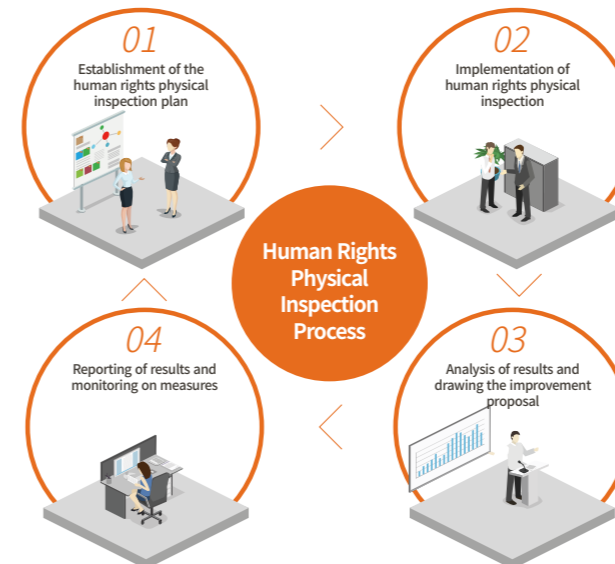 01
Establishment of the
human rights physical
inspection plan
02
Implementation of
human rights physical
inspection
Human Rights
Physical
Inspection
Process
03
Analysis of results and
drawing the improvement
proposal
04
Reporting of results and
monitoring on measures